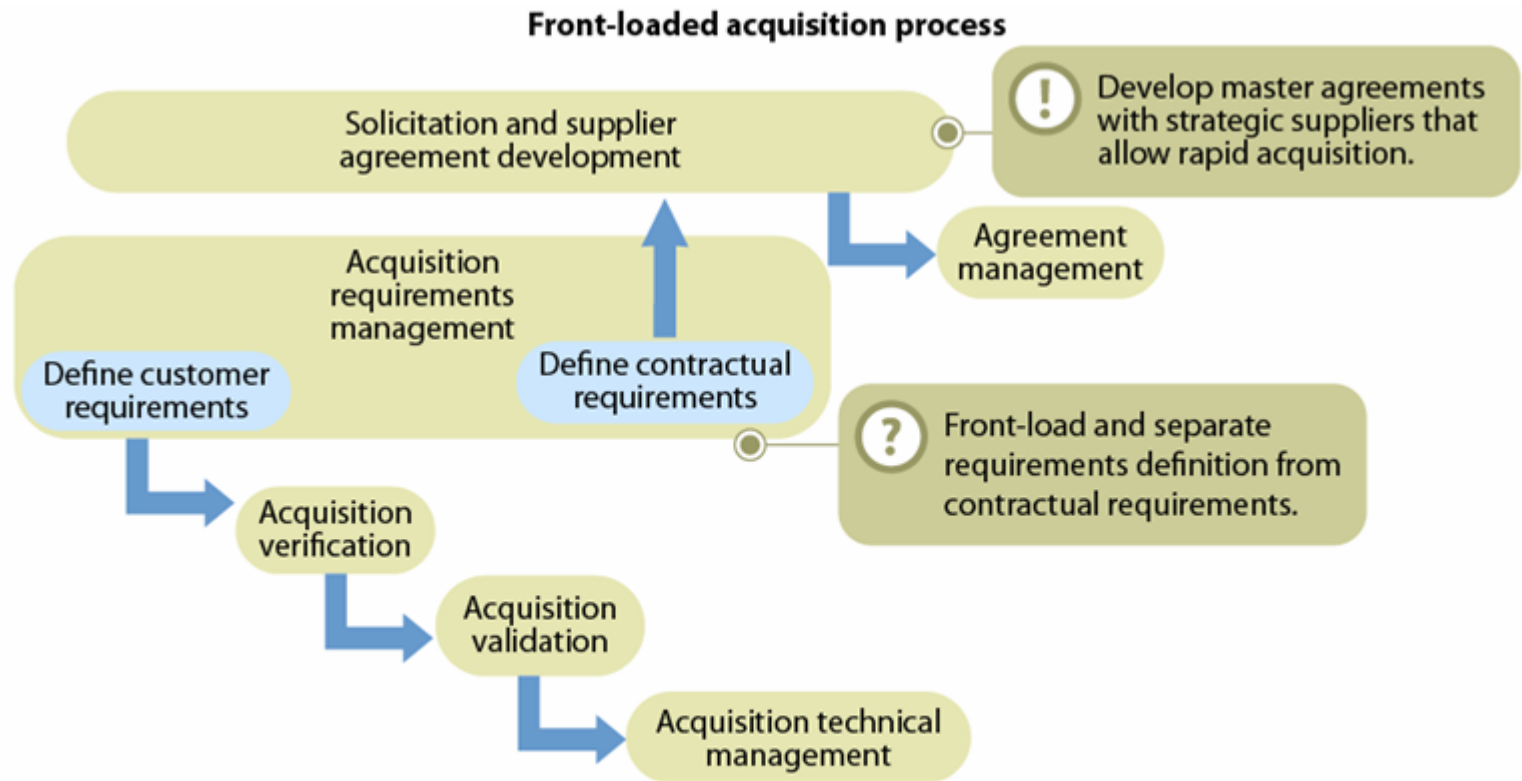 Front-loaded acquisition process
Solicitation and supplier
agreement development
!
Develop master agreements
with strategic suppliers that
allow rapid acquisition.
Agreement
management
Acquisition
requirements
management
Define customer
requirements
Define contractual
requirements
?
Front-load and separate
requirements definition from
contractual requirements.
Acquisition
verification
Acquisition
validation
Acquisition technical
management